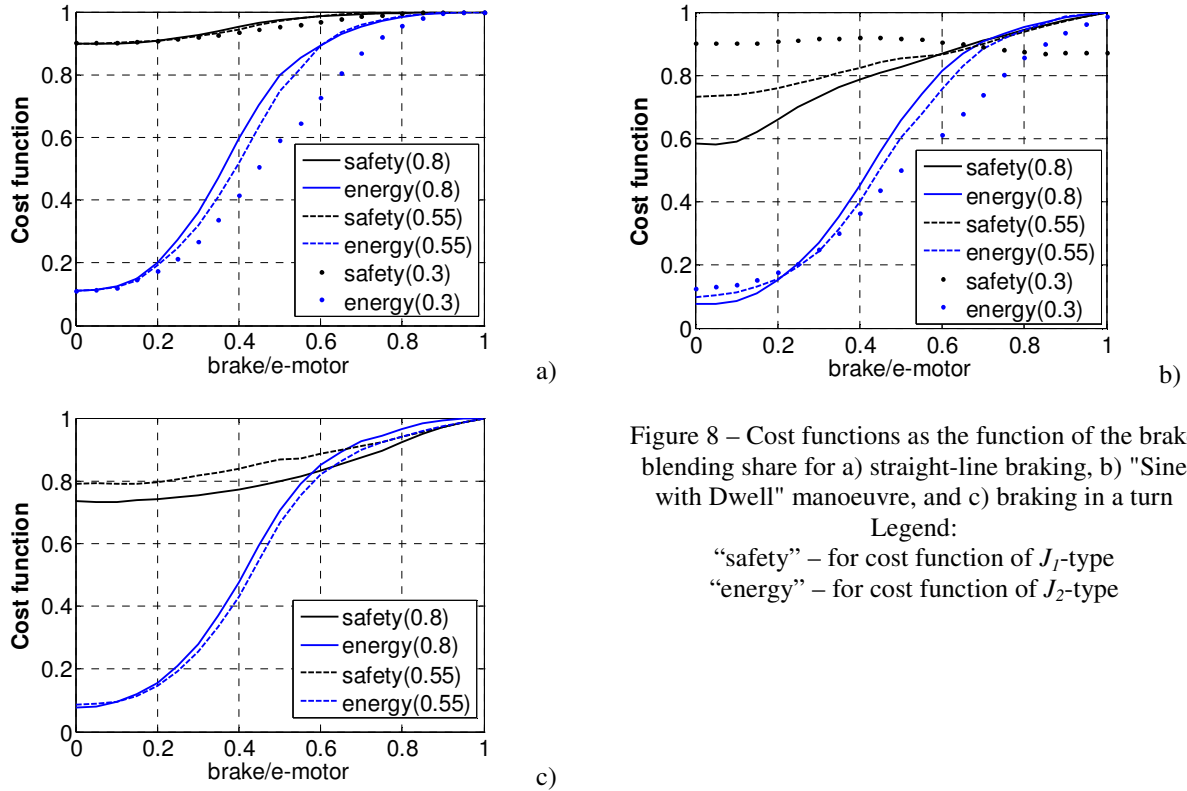 1
0.8
0.6
0.4
0.2
0
Cost function
safety(0.8)
energy(0.8)
safety(0.55)
energy(0.55)
safety(0.3)
energy(0.3)
0 0.2 0.4 0.6 0.8 1
brake/e-motor
a)
1
0.8
0.6
0.4
0.2
0
Cost function
safety(0.8)
energy(0.8)
safety(0.55)
energy(0.55)
safety(0.3)
energy(0.3)
0 0.2 0.4 0.6 0.8 1
brake/e-motor
b)
1
0.8
0.6
0.4
0.2
0
Cost function
safety(0.8)
energy(0.8)
safety(0.55)
energy(0.55)
0 0.2 0.4 0.6 0.8 1
brake/e-motor
c)
Figure 8 – Cost functions as the function of the brak
blending share for a) straight-line braking, b) "Sine
with Dwell" manoeuvre, and c) braking in a turn
Legend:
“safety” – for cost function of J1-type
“energy” – for cost function of J2-type